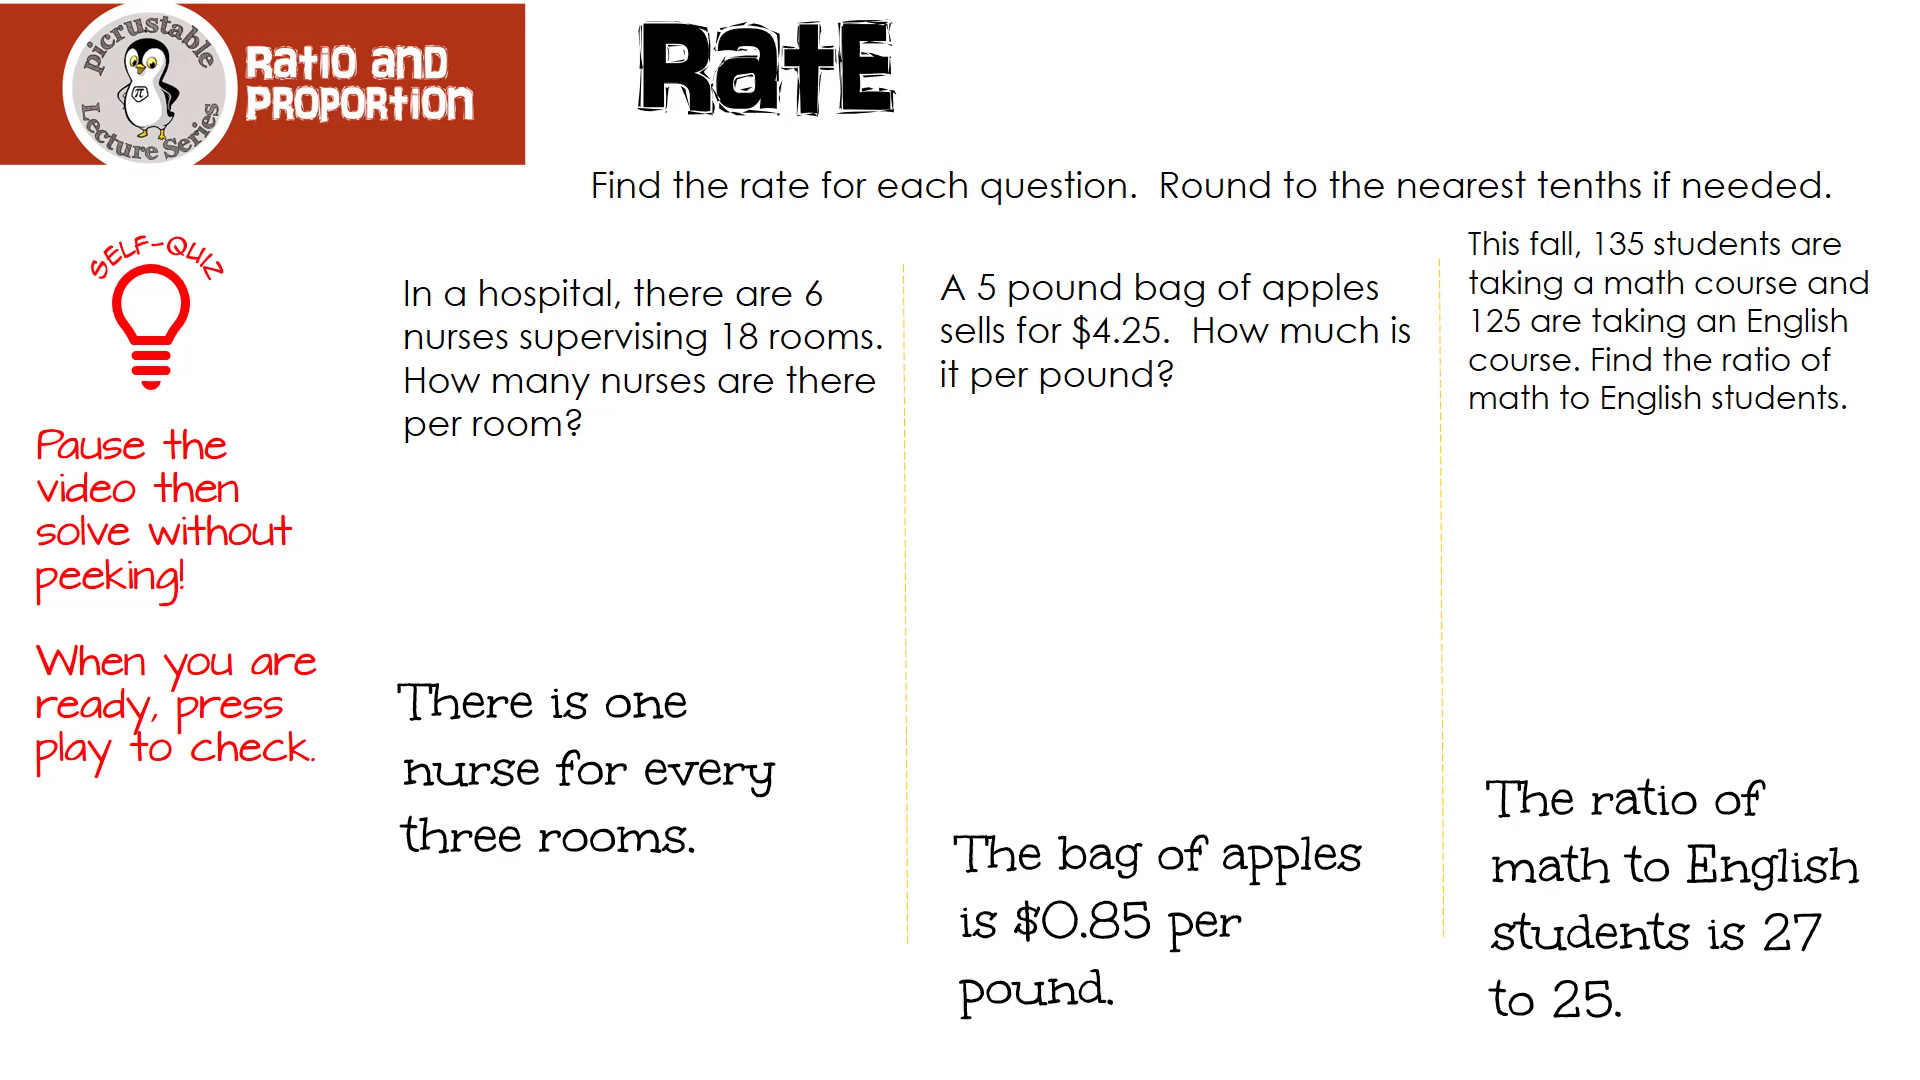 picrustable
Lecture Series
π
Ratio and
Proportion
Rate
Find the rate for each question. Round to the nearest tenths if needed.
SELF-QUIZ
Pause the
video then
solve without
peeking!
When you are
ready, press
play to check.
In a hospital, there are 6
nurses supervising 18 rooms.
How many nurses are there
per room?
There is one
nurse for every
three rooms.
A 5 pound bag of apples
sells for $4.25. How much is
it per pound?
The bag of apples
is $0.85 per
pound.
This fall, 135 students are
taking a math course and
125 are taking an English
course. Find the ratio of
math to English students.
The ratio of
math to English
students is 27
to 25.